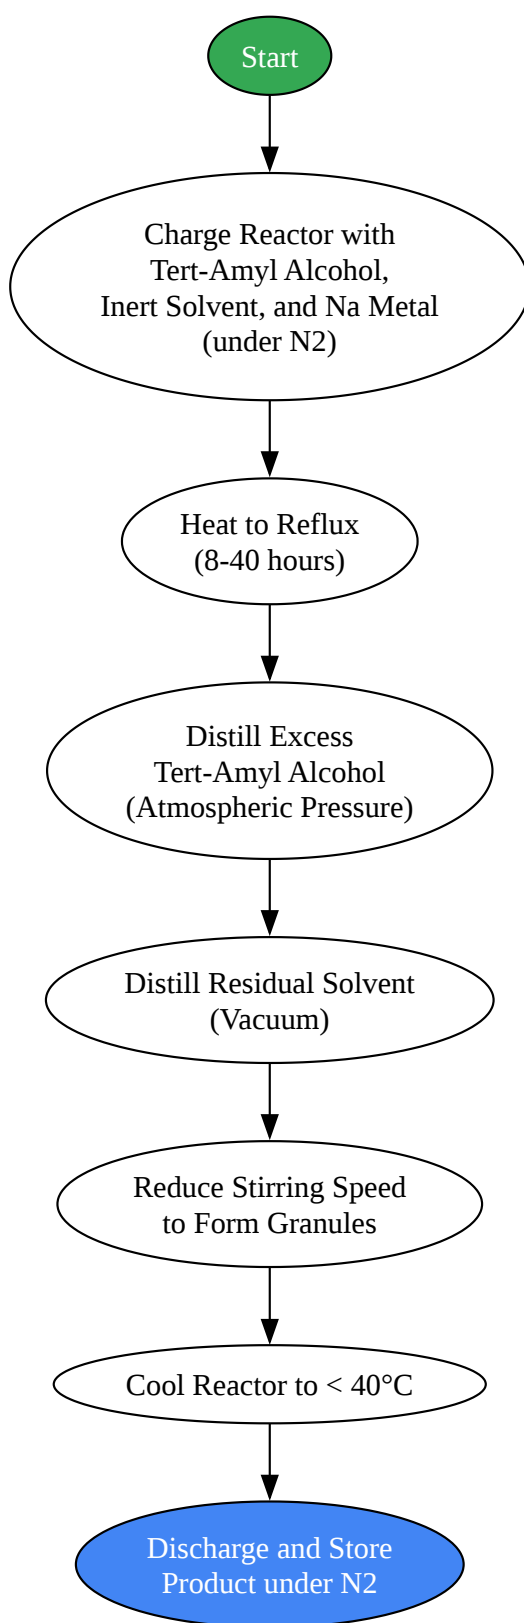 Start
Charge Reactor with
Tert-Amyl Alcohol,
Inert Solvent, and Na Metal
(under N2)
Heat to Reflux
(8-40 hours)
Distill Excess
Tert-Amyl Alcohol
(Atmospheric Pressure)
Distill Residual Solvent
(Vacuum)
Reduce Stirring Speed
to Form Granules
Cool Reactor to < 40°C
Discharge and Store
Product under N2